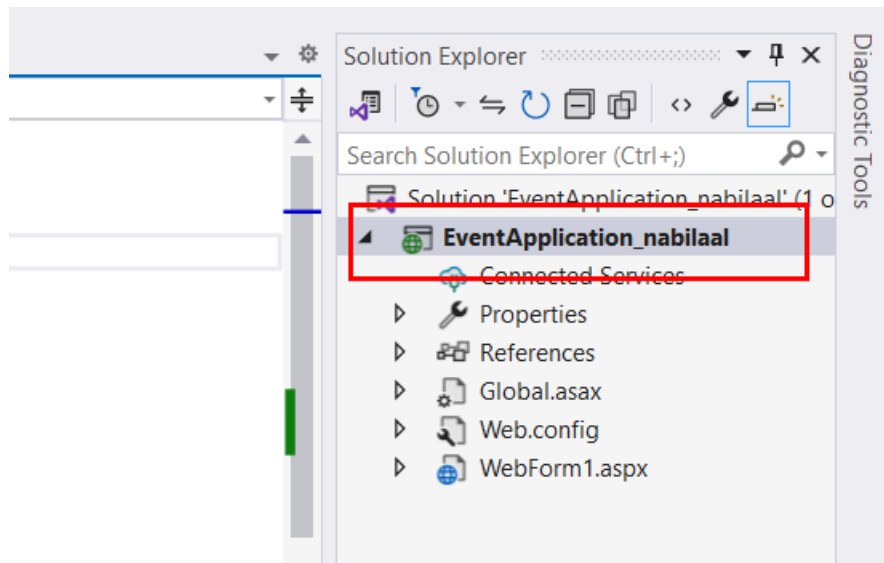 Solution Explorer
Search Solution Explorer (Ctrl+;)
Solution 'EventApplication_nabilaal' (1 o
EventApplication_nabilaal
Connected Services
Properties
References
Global.asax
Web.config
WebForm1.aspx
Diagnostic Tools